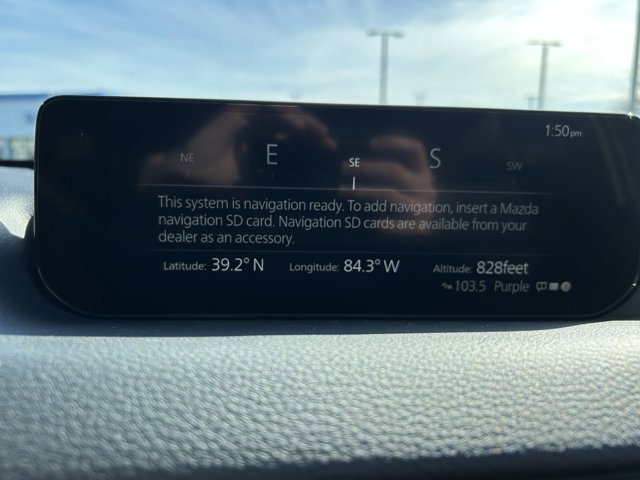 1:50pm
NE E SE S SW
This system is navigation ready. To add navigation, insert a Mazda
navigation SD card. Navigation SD cards are available from your
dealer as an accessory.
Latitude: 39.2° N Longitude: 84.3° W Altitude: 828feet
FM 103.5 Purple